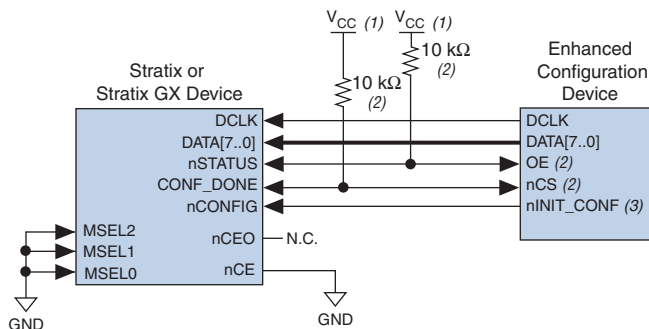 V_CC (1)
V_CC (1)
10 kΩ
(2)
10 kΩ
(2)
Stratix or
Stratix GX Device
Enhanced
Configuration
Device
DCLK
DATA[7..0]
nSTATUS
CONF_DONE
nCONFIG
MSEL2
MSEL1
MSEL0
nCEO
N.C.
nCE
GND
GND
DCLK
DATA[7..0]
OE (2)
nCS (2)
nINIT_CONF (3)